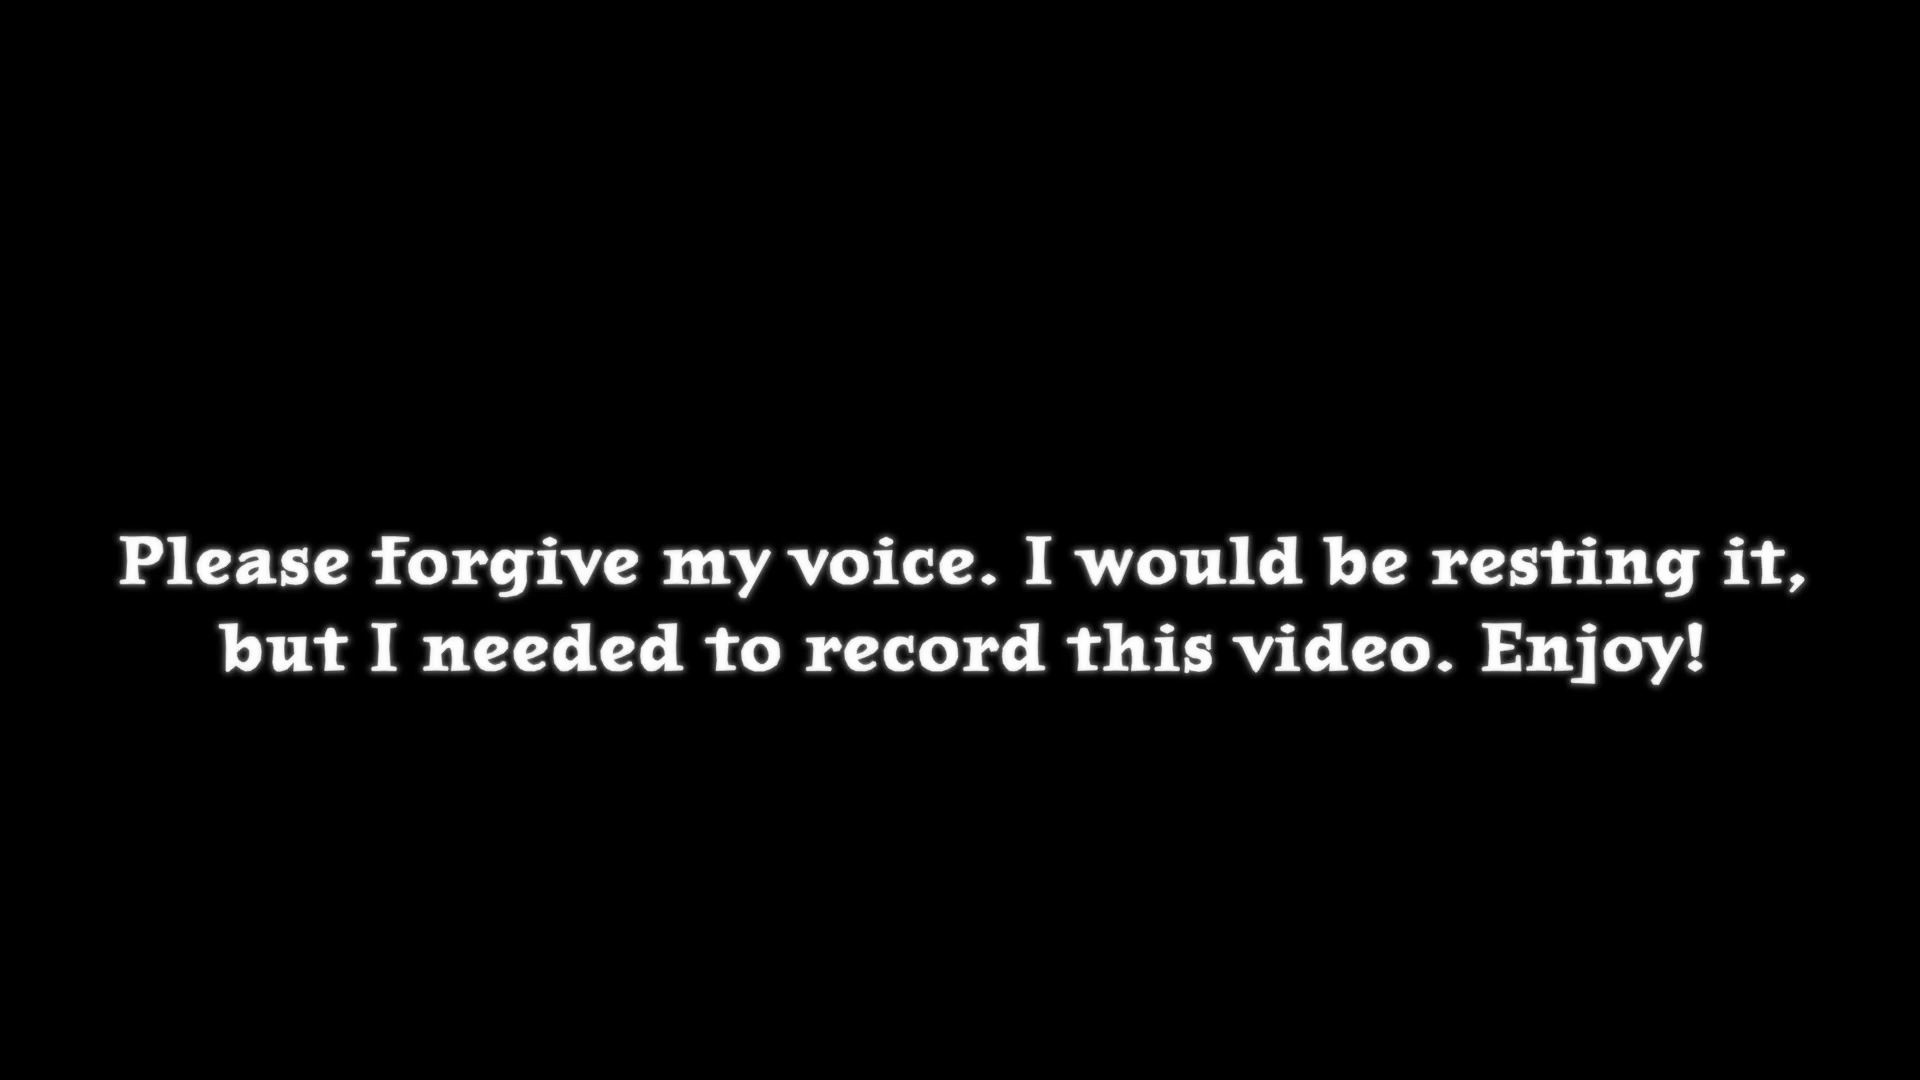 Please forgive my voice. I would be resting it,
but I needed to record this video. Enjoy!